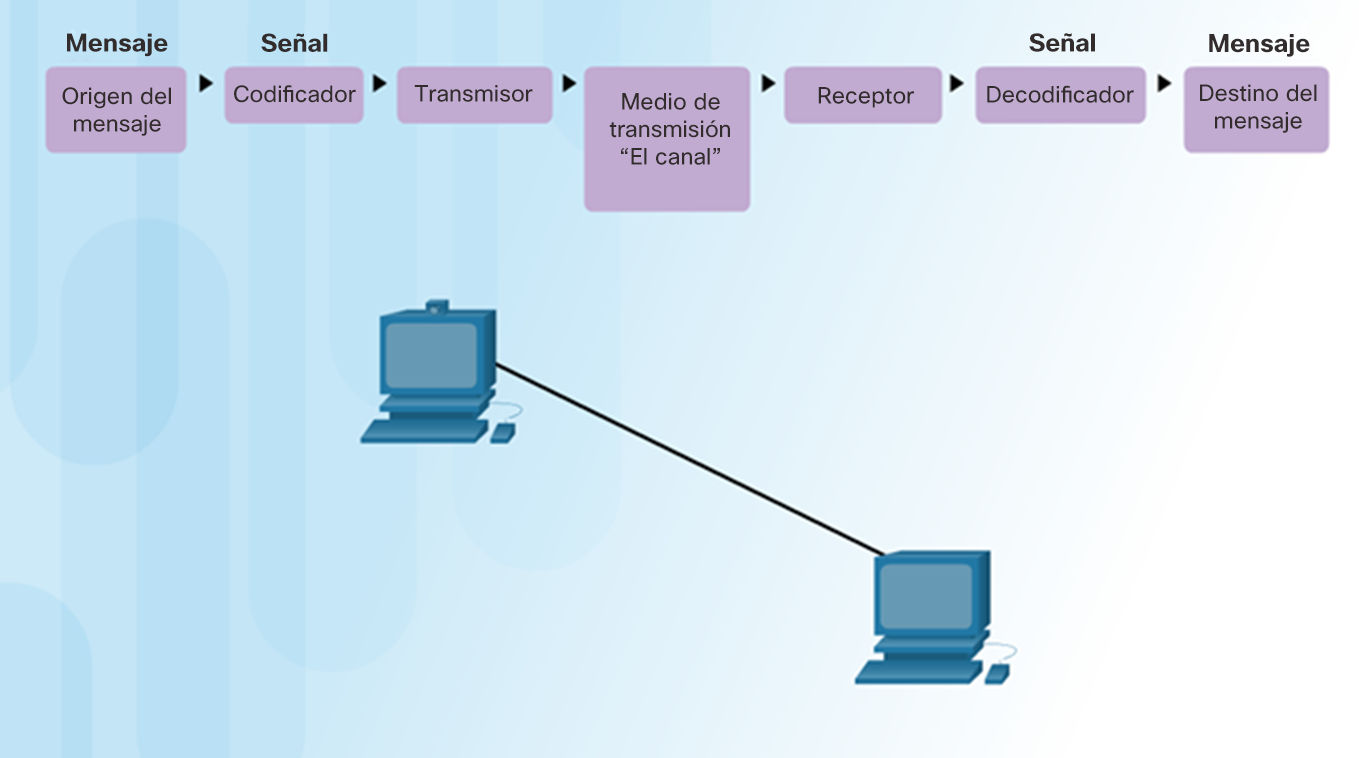 Mensaje
Origen del
mensaje
Señal
Codificador
Transmisor
Medio de
transmisión
“El canal”
Receptor
Señal
Decodificador
Mensaje
Destino del
mensaje